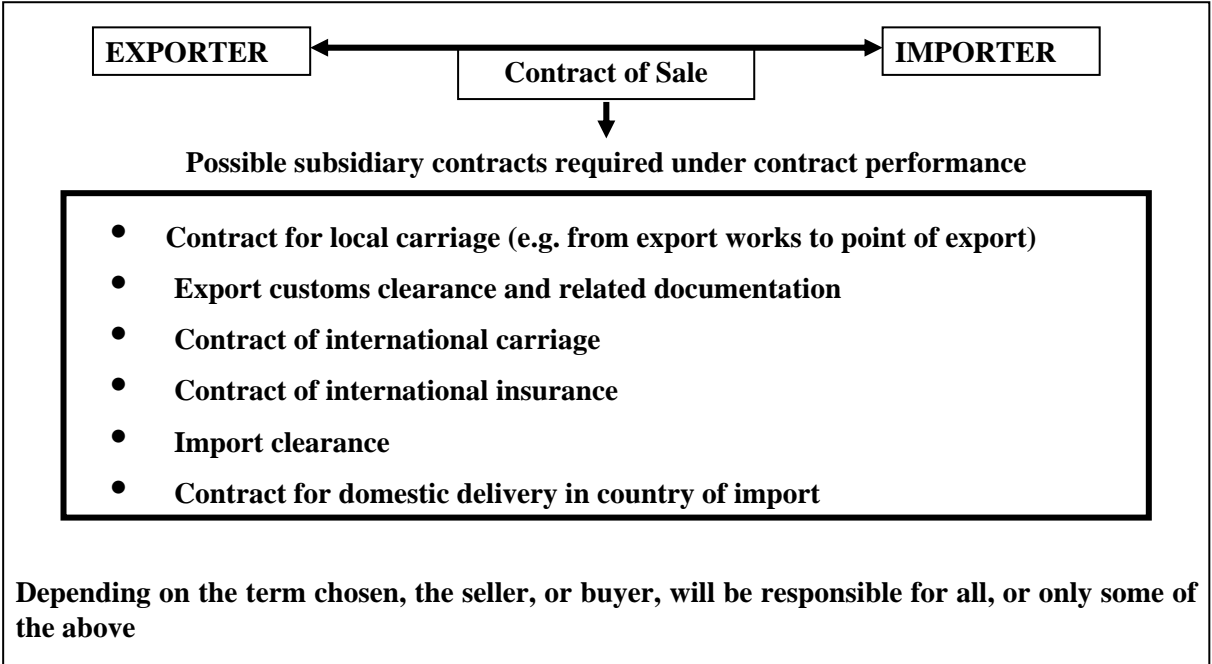 EXPORTER
IMPORTER
Contract of Sale
Possible subsidiary contracts required under contract performance
• Contract for local carriage (e.g. from export works to point of export)
• Export customs clearance and related documentation
• Contract of international carriage
• Contract of international insurance
• Import clearance
• Contract for domestic delivery in country of import
Depending on the term chosen, the seller, or buyer, will be responsible for all, or only some of
the above